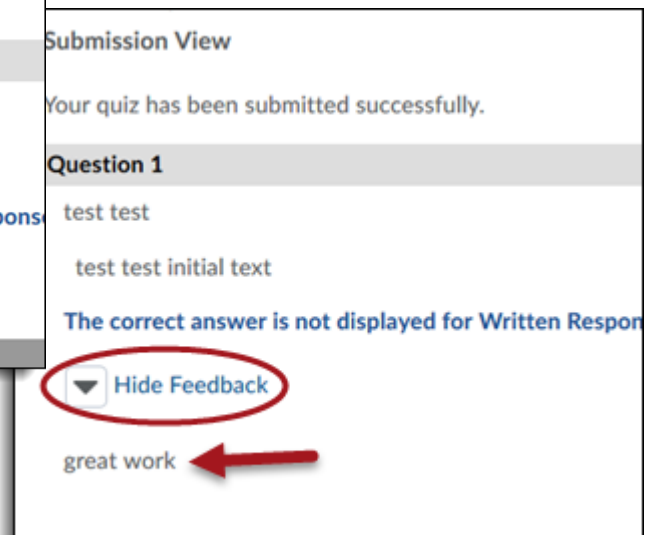 Submission View
Your quiz has been submitted successfully.
Question 1
test test
test test initial text
The correct answer is not displayed for Written
Hide Feedback
great work